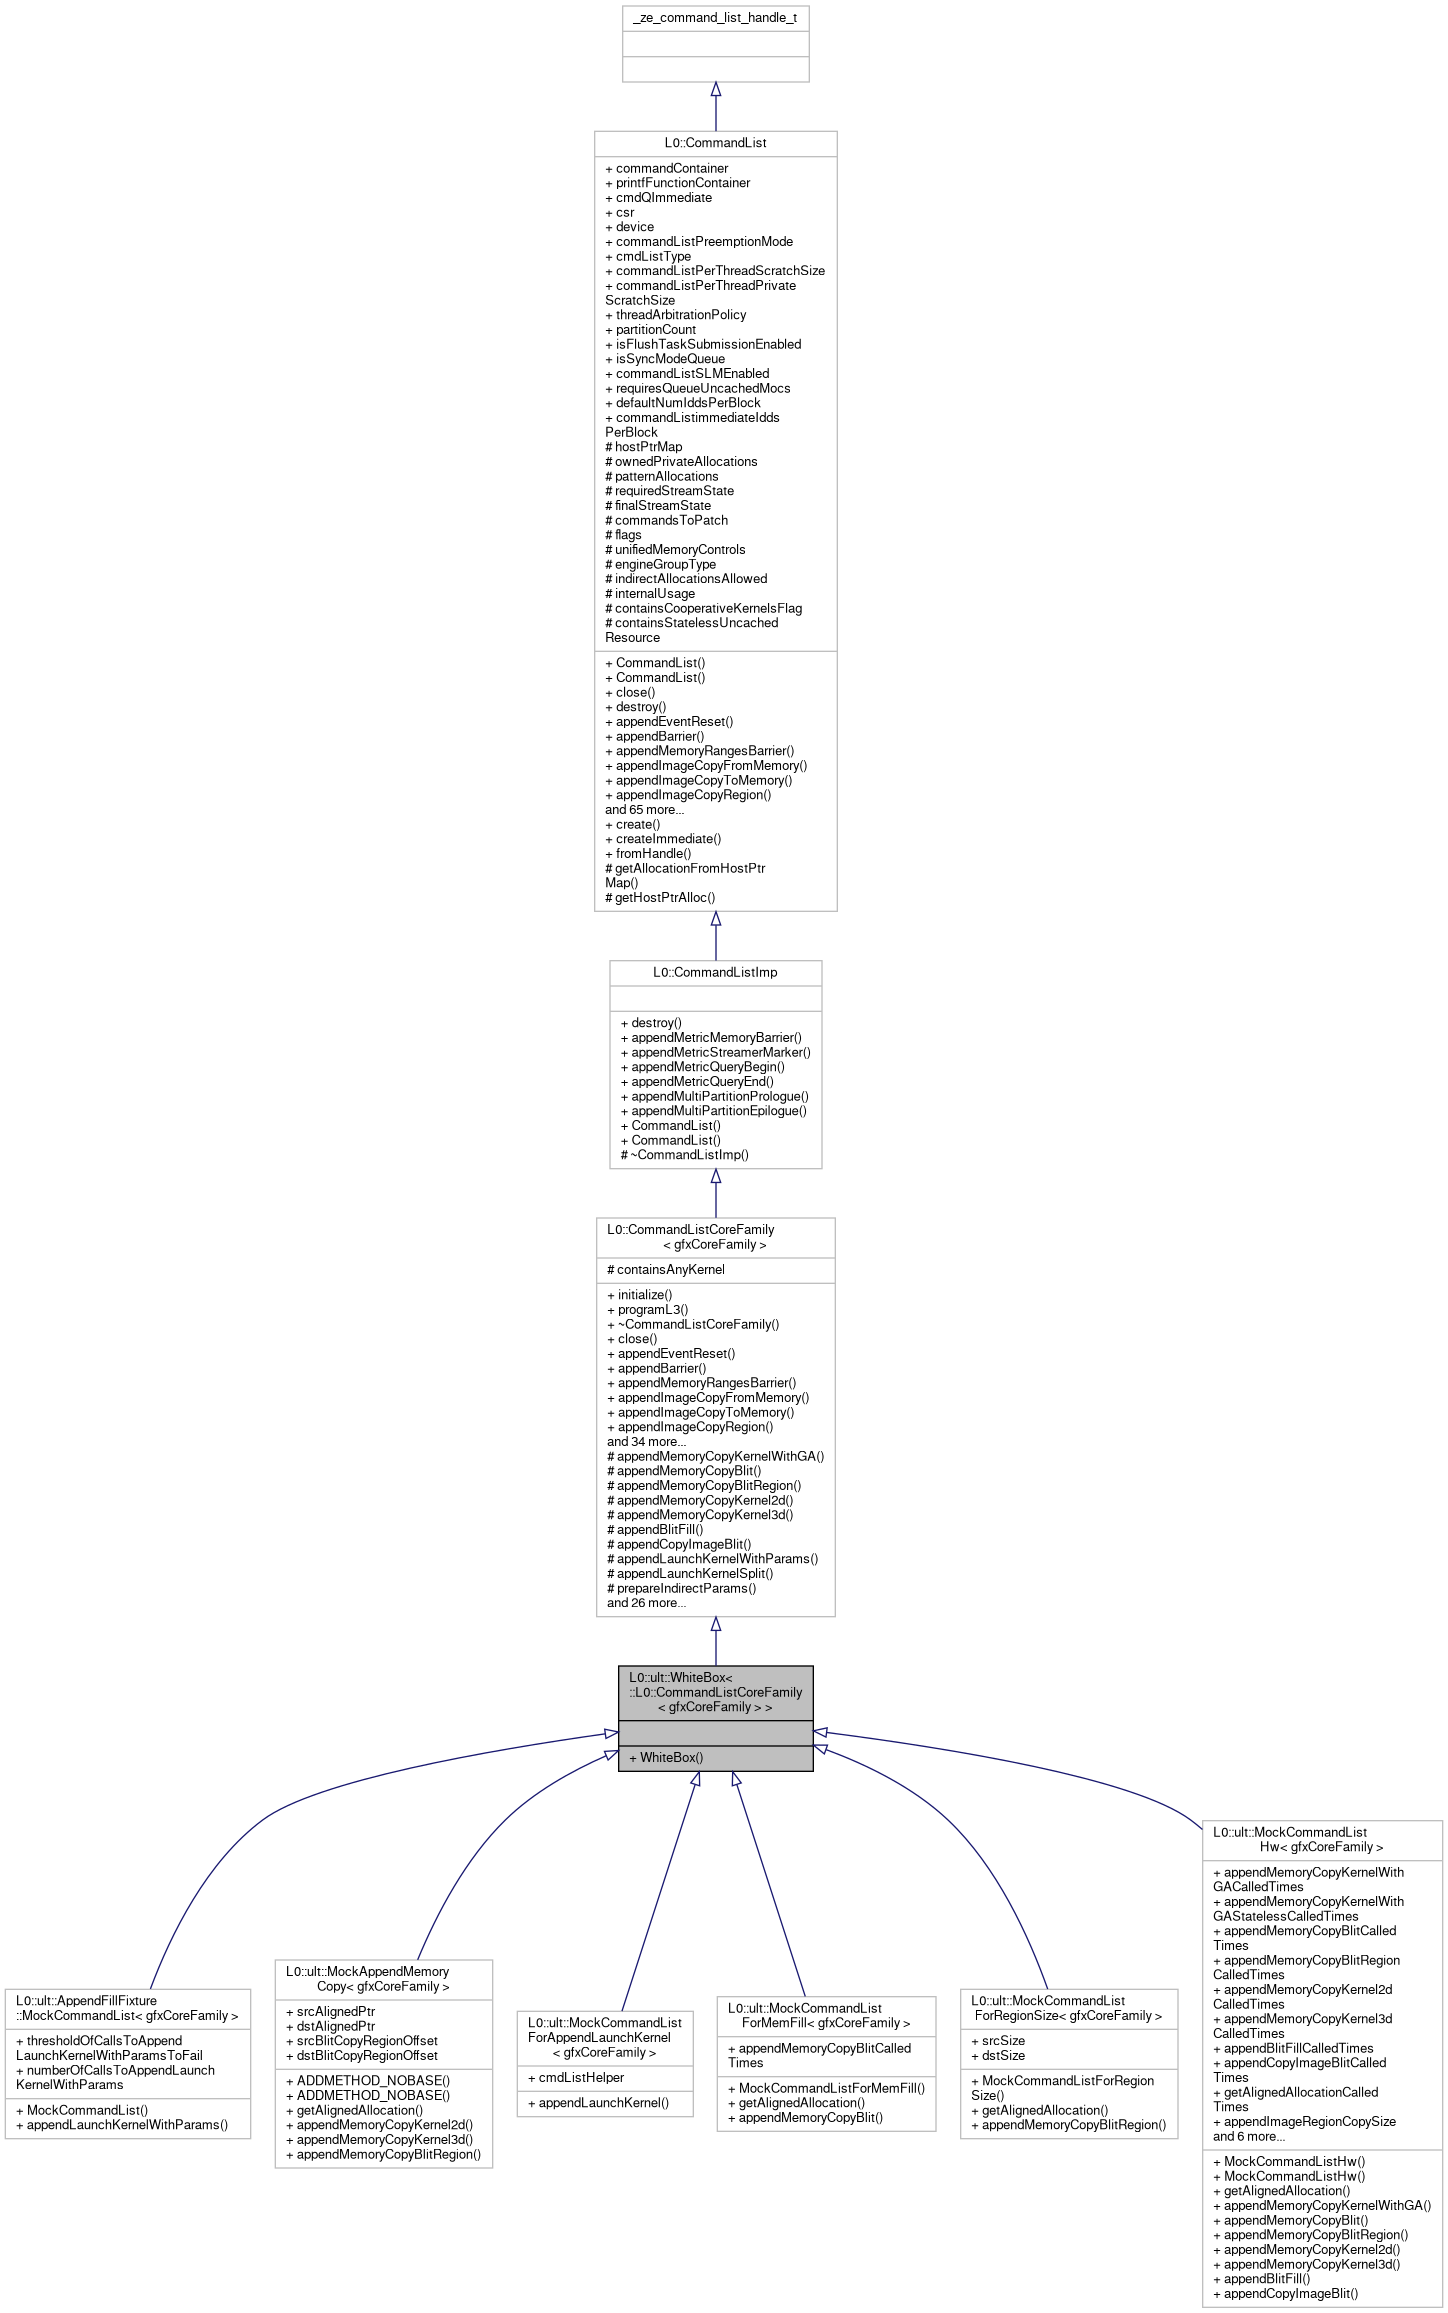 _ze_command_list_handle_t
L0::CommandList
+ commandContainer
+ printfFunctionContainer
+ cmdQImmediate
+ csr
+ device
+ commandListPreemptionMode
+ cmdListType
+ commandListPerThreadScratchSize
+ commandListPerThreadPrivate
ScratchSize
+ threadArbitrationPolicy
+ partitionCount
+ isFlushTaskSubmissionEnabled
+ isSyncModeQueue
+ commandListSLMEnabled
+ requiresQueueUncachedMocs
+ defaultNumIddsPerBlock
+ commandListimmediateIdds
PerBlock
# hostPtrMap
# ownedPrivateAllocations
# patternAllocations
# requiredStreamState
# finalStreamState
# commandsToPatch
# flags
# unifiedMemoryControls
# engineGroupType
# indirectAllocationsAllowed
# internalUsage
# containsCooperativeKernelsFlag
# containsStatelessUncached
Resource
+ CommandList()
+ CommandList()
+ close()
+ destroy()
+ appendEventReset()
+ appendBarrier()
+ appendMemoryRangesBarrier()
+ appendImageCopyFromMemory()
+ appendImageCopyToMemory()
+ appendImageCopyRegion()
and 65 more...
+ create()
+ createImmediate()
+ fromHandle()
# getAllocationFromHostPtr
Map()
# getHostPtrAlloc()
L0::CommandListImp
+ destroy()
+ appendMetricMemoryBarrier()
+ appendMetricStreamerMarker()
+ appendMetricQueryBegin()
+ appendMetricQueryEnd()
+ appendMultiPartitionPrologue()
+ appendMultiPartitionEpilogue()
+ CommandList()
+ CommandList()
# ~CommandListImp()
L0::CommandListCoreFamily
< gfxCoreFamily >
# containsAnyKernel
+ initialize()
+ programL3()
+ ~CommandListCoreFamily()
+ close()
+ appendEventReset()
+ appendBarrier()
+ appendMemoryRangesBarrier()
+ appendImageCopyFromMemory()
+ appendImageCopyToMemory()
+ appendImageCopyRegion()
and 34 more...
# appendMemoryCopyKernelWithGA()
# appendMemoryCopyBlit()
# appendMemoryCopyBlitRegion()
# appendMemoryCopyKernel2d()
# appendMemoryCopyKernel3d()
# appendBlitFill()
# appendCopyImageBlit()
# appendLaunchKernelWithParams()
# appendLaunchKernelSplit()
# prepareIndirectParams()
and 26 more...
L0::ult::WhiteBox<
::L0::CommandListCoreFamily
< gfxCoreFamily > >
+ WhiteBox()
L0::ult::AppendFillFixture
::MockCommandList< gfxCoreFamily >
+ thresholdOfCallsToAppend
LaunchKernelWithParamsToFail
+ numberOfCallsToAppendLaunch
KernelWithParams
+ MockCommandList()
+ appendLaunchKernelWithParams()
L0::ult::MockAppendMemory
Copy< gfxCoreFamily >
+ srcAlignedPtr
+ dstAlignedPtr
+ srcBlitCopyRegionOffset
+ dstBlitCopyRegionOffset
+ ADDMETHOD_NOBASE()
+ ADDMETHOD_NOBASE()
+ getAlignedAllocation()
+ appendMemoryCopyKernel2d()
+ appendMemoryCopyKernel3d()
+ appendMemoryCopyBlitRegion()
L0::ult::MockCommandList
ForAppendLaunchKernel
< gfxCoreFamily >
+ cmdListHelper
+ appendLaunchKernel()
L0::ult::MockCommandList
ForMemFill< gfxCoreFamily >
+ appendMemoryCopyBlitCalled
Times
+ MockCommandListForMemFill()
+ getAlignedAllocation()
+ appendMemoryCopyBlit()
L0::ult::MockCommandList
ForRegionSize< gfxCoreFamily >
+ srcSize
+ dstSize
+ MockCommandListForRegion
Size()
+ getAlignedAllocation()
+ appendMemoryCopyBlitRegion()
L0::ult::MockCommandList
Hw< gfxCoreFamily >
+ appendMemoryCopyKernelWith
GACalledTimes
+ appendMemoryCopyKernelWith
GAStatelessCalledTimes
+ appendMemoryCopyBlitCalled
Times
+ appendMemoryCopyBlitRegion
CalledTimes
+ appendMemoryCopyKernel2d
CalledTimes
+ appendMemoryCopyKernel3d
CalledTimes
+ appendBlitFillCalledTimes
+ appendCopyImageBlitCalled
Times
+ getAlignedAllocationCalled
Times
+ appendImageRegionCopySize
and 6 more...
+ MockCommandListHw()
+ MockCommandListHw()
+ getAlignedAllocation()
+ appendMemoryCopyKernelWithGA()
+ appendMemoryCopyBlit()
+ appendMemoryCopyBlitRegion()
+ appendMemoryCopyKernel2d()
+ appendMemoryCopyKernel3d()
+ appendBlitFill()
+ appendCopyImageBlit()